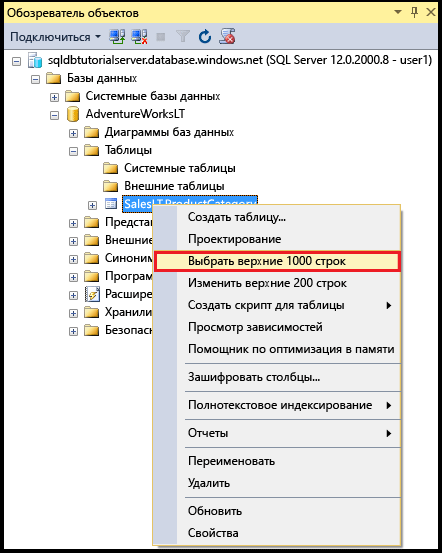 Обозреватель объектов
Подключиться
sqldbtutorialserver.database.windows.net (SQL Server 12.0.2000.8 - user1)
Базы данных
Системные базы данных
AdventureWorksLT
Диаграммы баз данных
Таблицы
Системные таблицы
Внешние таблицы
SalesLT.ProductCategory
Предста
Внешние
Синоним
Програм
Расшире
Хранили
Безопас
Создать таблицу...
Проектирование
Выбрать верхние 1000 строк
Изменить верхние 200 строк
Создать скрипт для таблицы
Просмотр зависимостей
Помощник по оптимизация в памяти
Зашифровать столбцы...
Полнотекстовое индексирование
Отчеты
Переименовать
Удалить
Обновить
Свойства